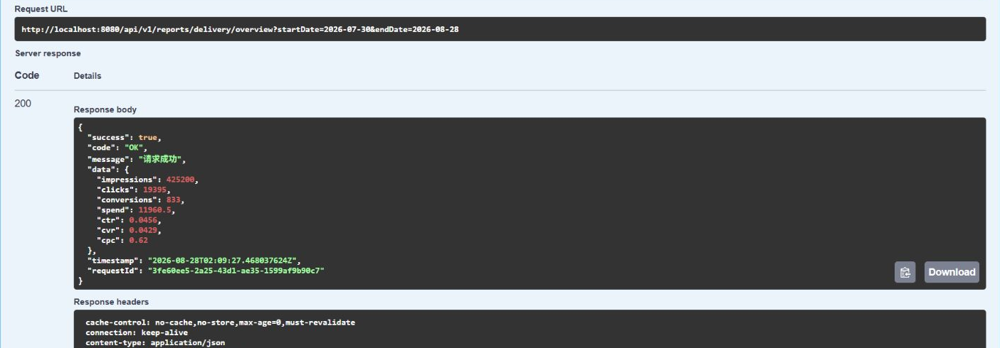 Request URL
http://localhost:8080/api/v1/reports/delivery/overview?startDate=2026-07-30&endDate=2026-08-28
Server response
Code Details
200
Response body
{
"success": true,
"code": "OK",
"message": "请求成功",
"data": {
"impressions": 425200,
"clicks": 19395,
"conversions": 833,
"spend": 11960.5,
"ctr": 0.0456,
"cvr": 0.0429,
"cpc": 0.62
},
"timestamp": "2026-08-28T02:09:27.468037624Z",
"requestId": "3fe60ee5-2a25-43d1-ae35-1599af9b90c7"
}
Download
Response headers
cache-control: no-cache,no-store,max-age=0,must-revalidate
connection: keep-alive
content-type: application/json